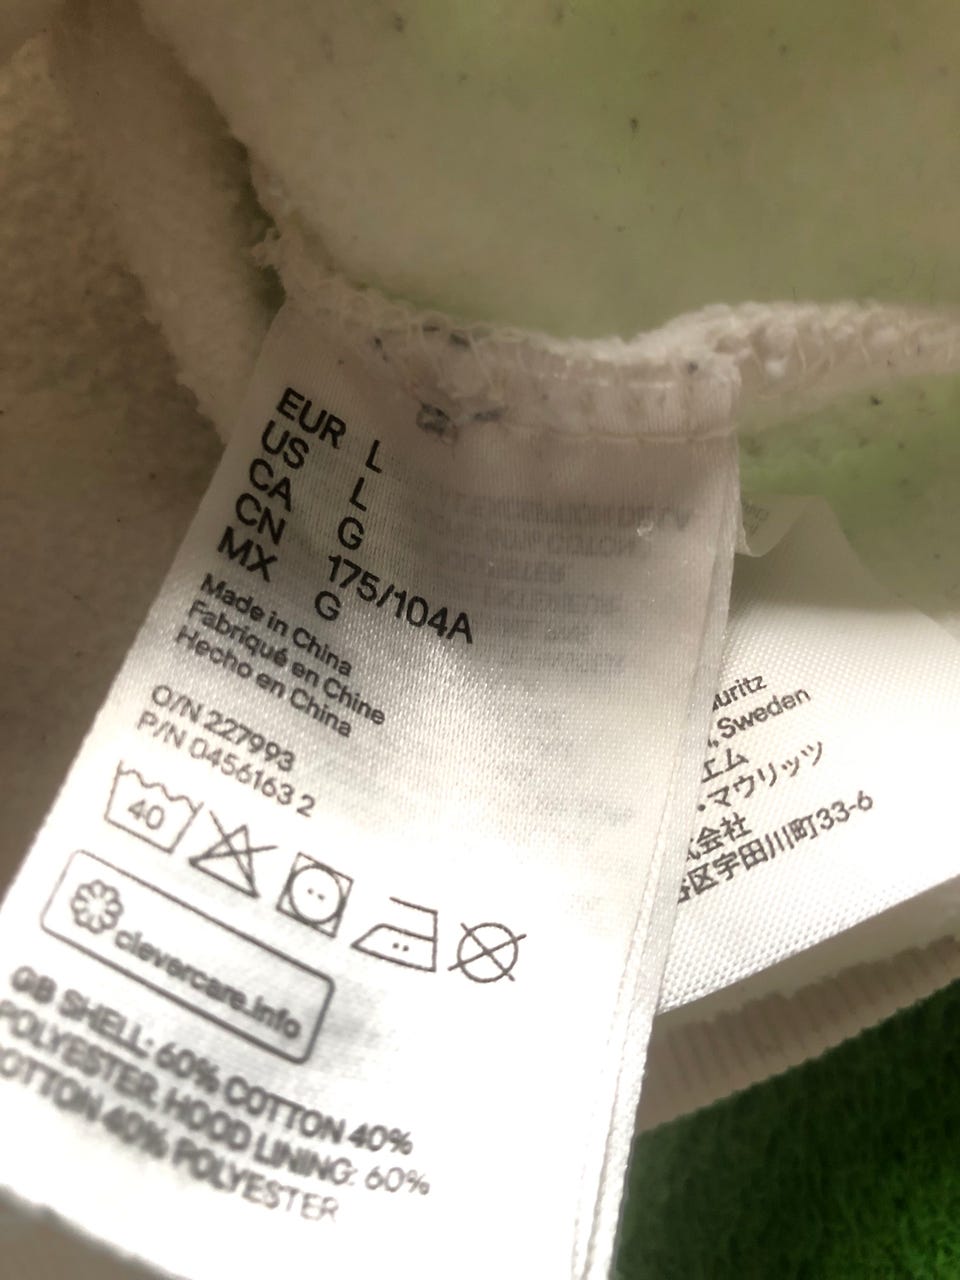 EUR L
US L
CA G
CN 175/104A
MX G
Made in China
Fabriqué en Chine
Hecho en China
O/N 227993
P/N 0456163 2
40
clevercare.info
GB SHELL: 60% COTTON 40%
POLYESTER HOOD LINING: 60%
COTTON 40% POLYESTER
uritz
, Sweden
エム
・マウリッツ
会社
区宇田川町33-6